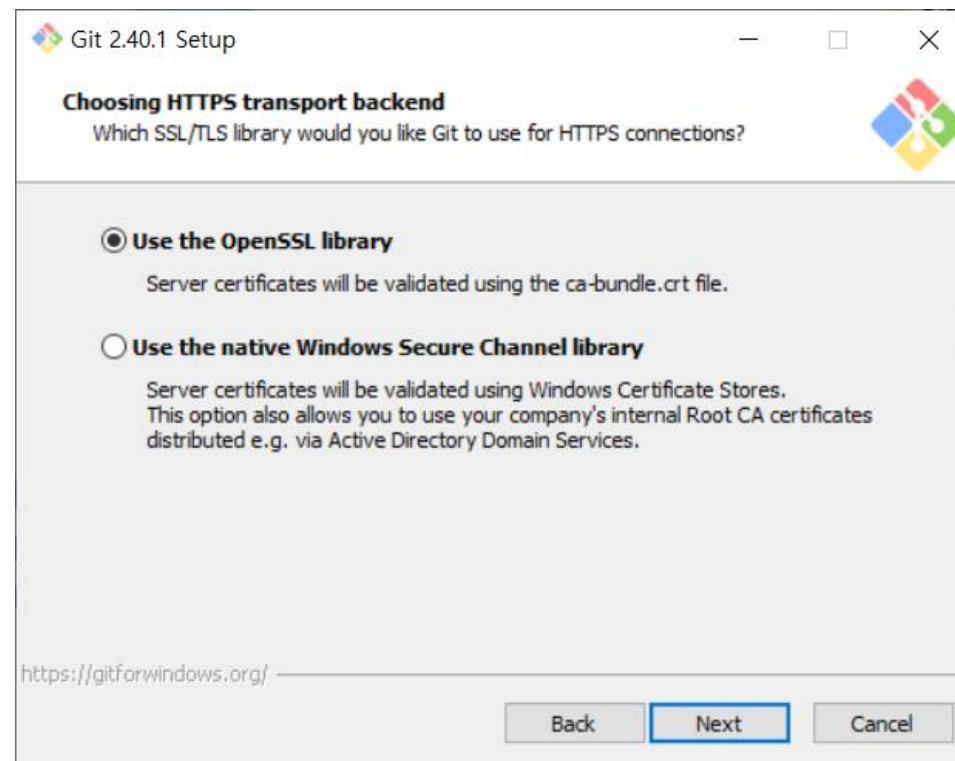 Git 2.40.1 Setup
Choosing HTTPS transport backend
Which SSL/TLS library would you like Git to use for HTTPS connections?
Use the OpenSSL library
Server certificates will be validated using the ca-bundle.crt file.
Use the native Windows Secure Channel library
Server certificates will be validated using Windows Certificate Stores.
This option also allows you to use your company's internal Root CA certificates
distributed e.g. via Active Directory Domain Services.
https://gitforwindows.org/
Back Next Cancel